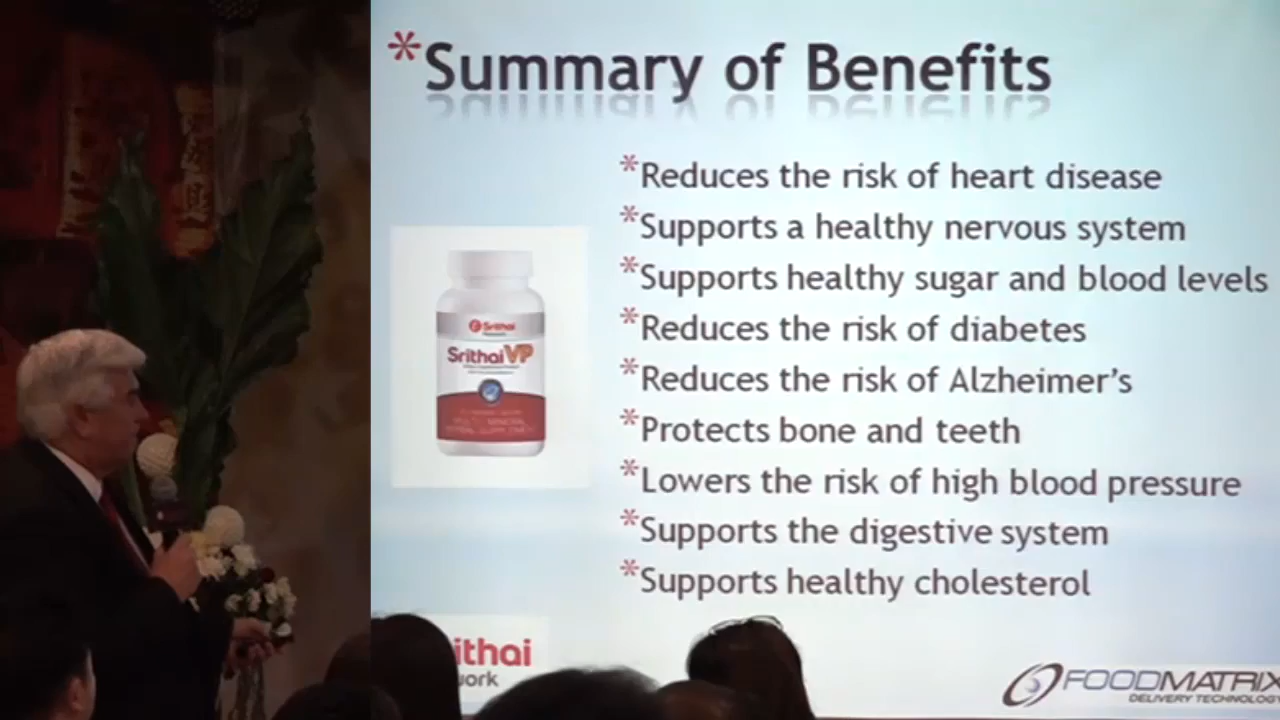 *Summary of Benefits
*Reduces the risk of heart disease
*Supports a healthy nervous system
*Supports healthy sugar and blood levels
*Reduces the risk of diabetes
*Reduces the risk of Alzheimer's
*Protects bone and teeth
*Lowers the risk of high blood pressure
*Supports the digestive system
*Supports healthy cholesterol
Srithai
SrithaiVP
ithai
ork
FOODMATRIX
DELIVERY TECHNOLOGY